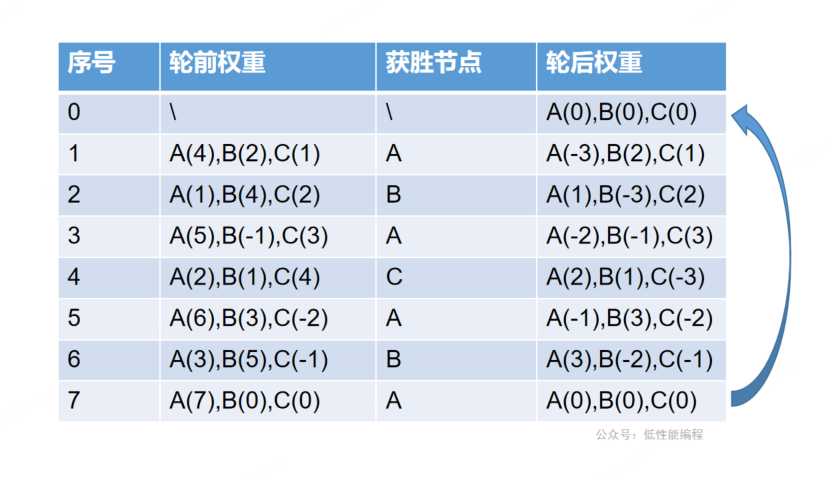 序号 轮前权重 获胜节点 轮后权重
0 \ \ A(0),B(0),C(0)
1 A(4),B(2),C(1) A A(-3),B(2),C(1)
2 A(1),B(4),C(2) B A(1),B(-3),C(2)
3 A(5),B(-1),C(3) A A(-2),B(-1),C(3)
4 A(2),B(1),C(4) C A(2),B(1),C(-3)
5 A(6),B(3),C(-2) A A(-1),B(3),C(-2)
6 A(3),B(5),C(-1) B A(3),B(-2),C(-1)
7 A(7),B(0),C(0) A A(0),B(0),C(0)
公众号：低性能编程